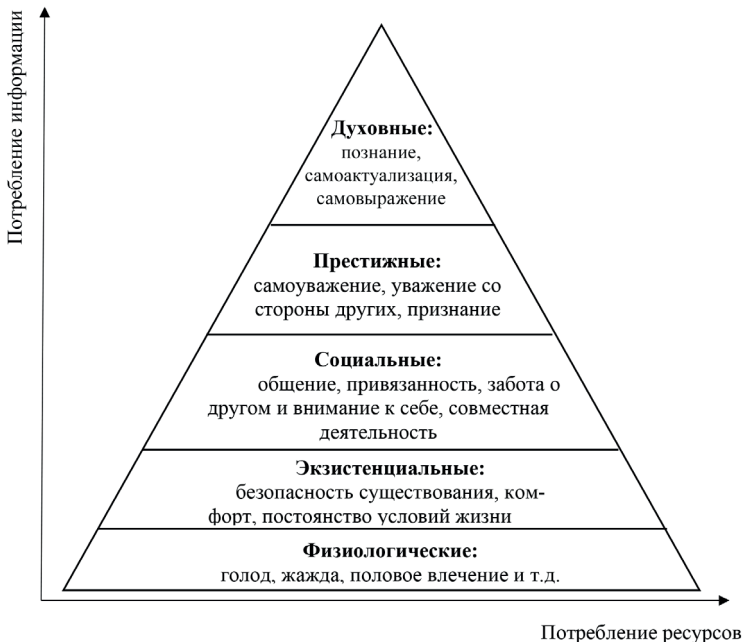 Потребление информации
Духовные:
познание,
самоактуализация,
самовыражение
Престижные:
самоуважение, уважение со
стороны других, признание
Социальные:
общение, привязанность, забота о
другом и внимание к себе, совместная
деятельность
Экзистенциальные:
безопасность существования, ком-
форт, постоянство условий жизни
Физиологические:
голод, жажда, половое влечение и т.д.
Потребление ресурсов